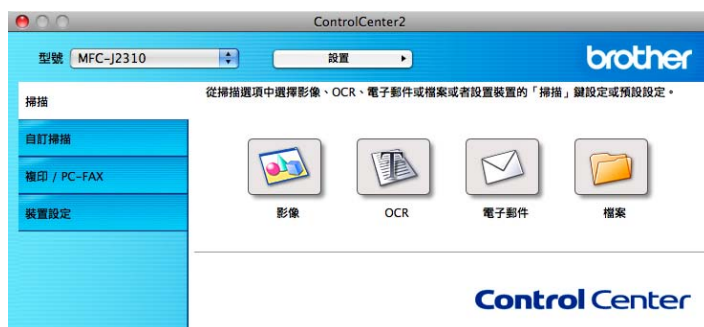 ControlCenter2
型號 MFC-J2310 設置 brother
掃描
從掃描選項中選擇影像、OCR、電子郵件或檔案或者設置裝置的「掃描」鍵設定或預設設定。
自訂掃描
複印 / PC-FAX
裝置設定
影像 OCR 電子郵件 檔案
Control Center